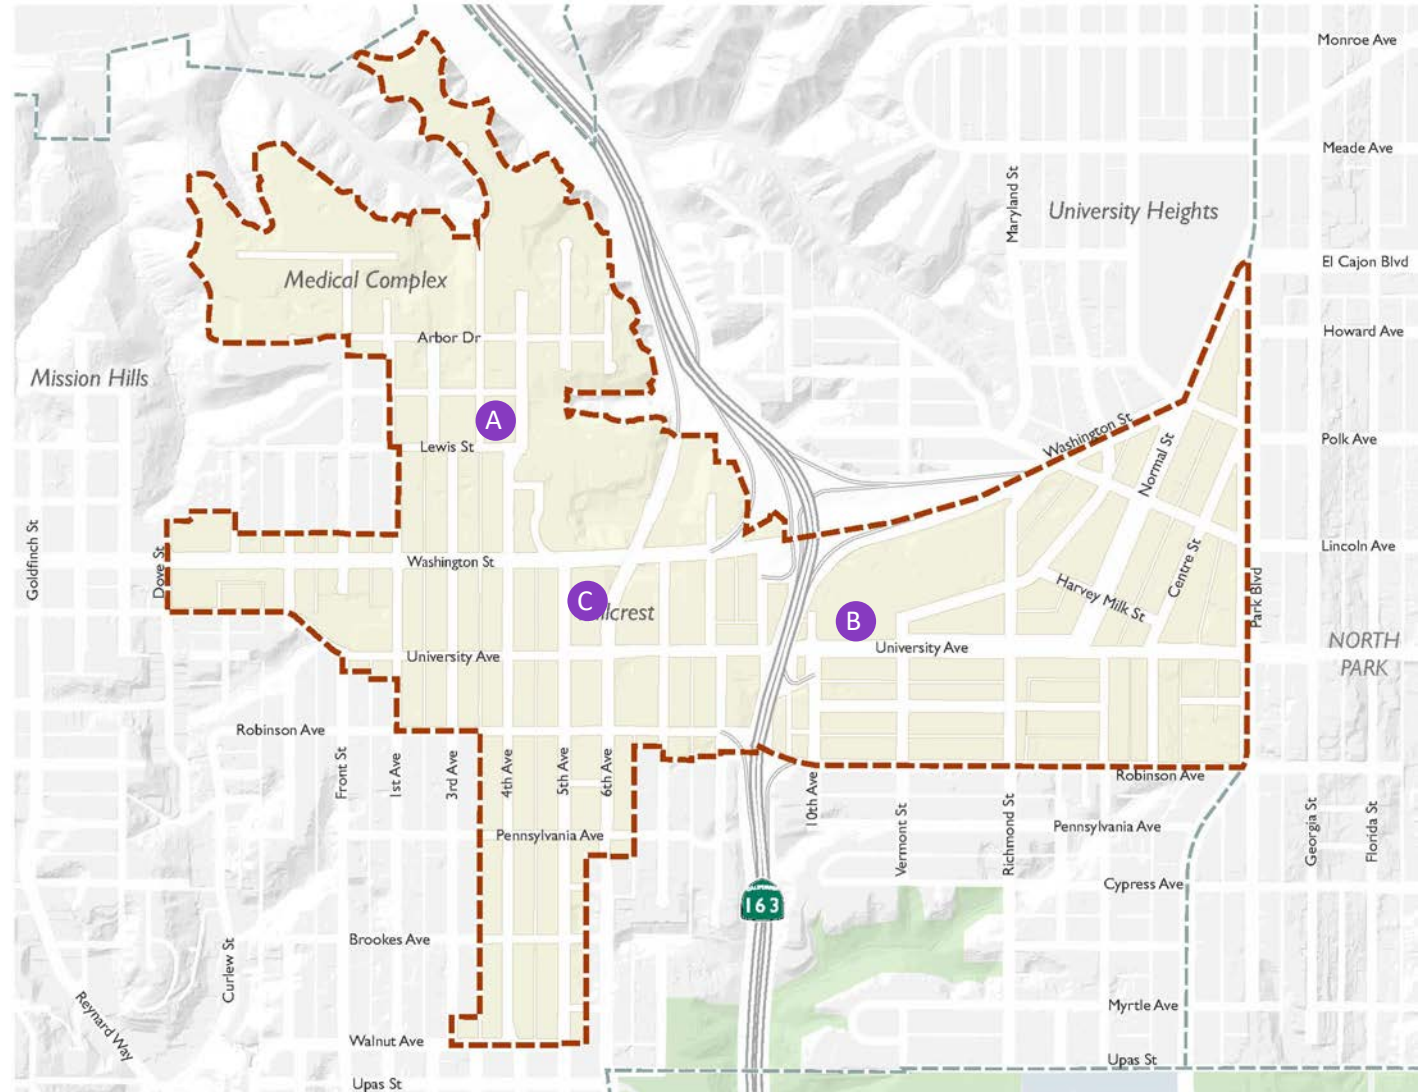 Monroe Ave
Meade Ave
Maryland St
University Heights
El Cajon Blvd
Medical Complex
Howard Ave
Arbor Dr
Mission Hills
A
Washington St
Normal St
Polk Ave
Lewis St
Goldfinch St
Dove St
Washington St
Lincoln Ave
Centre St
Harvey Milk St
Park Blvd
C
B
University Ave
University Ave
NORTH
PARK
Robinson Ave
Front St
1st Ave
3rd Ave
4th Ave
5th Ave
6th Ave
10th Ave
Robinson Ave
Pennsylvania Ave
Vermont St
Richmond St
Pennsylvania Ave
Georgia St
Florida St
Cypress Ave
CALIFORNIA
163
Brookes Ave
Curlew St
Reynard Way
Myrtle Ave
Walnut Ave
Upas St
Upas St